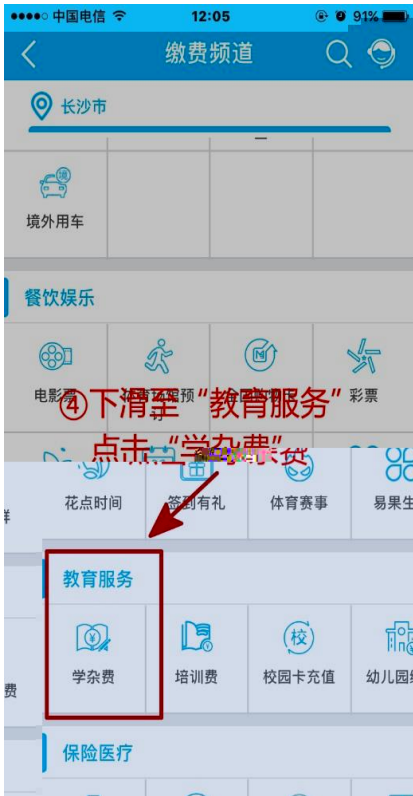 中国电信 12:05 91%
缴费频道
长沙市
境外用车
餐饮娱乐
电影票 彩票
④下滑至“教育服务”
点击“学杂费”
花点时间 签到有礼 体育赛事 易果生
教育服务
学杂费 培训费 校园卡充值 幼儿园
费
保险医疗